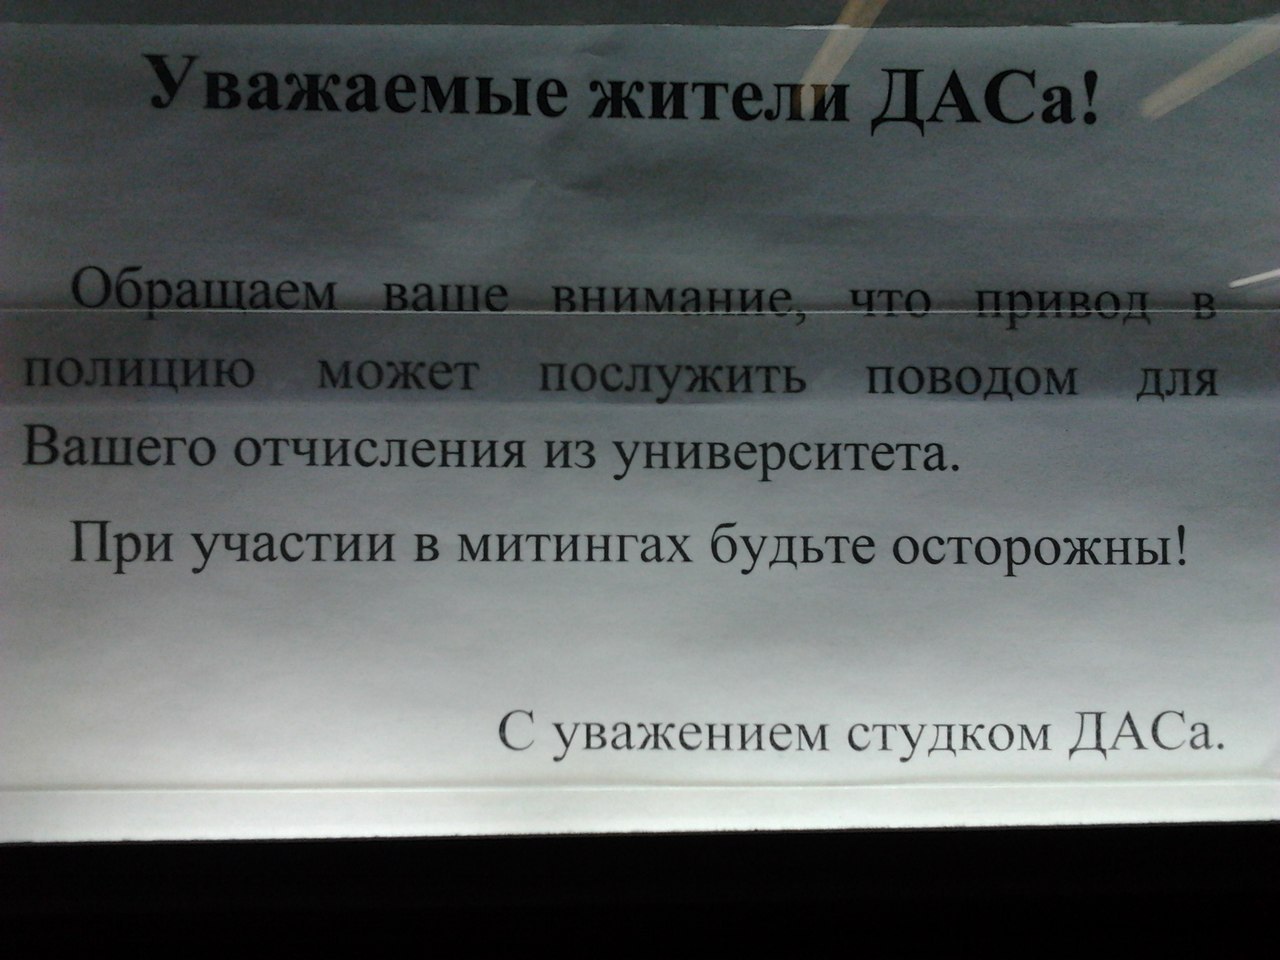 Уважаемые жители ДАСа!
Обращаем ваше внимание, что привод в
полицию может послужить поводом для
Вашего отчисления из университета.
При участии в митингах будьте осторожны!
С уважением студком ДАСа.